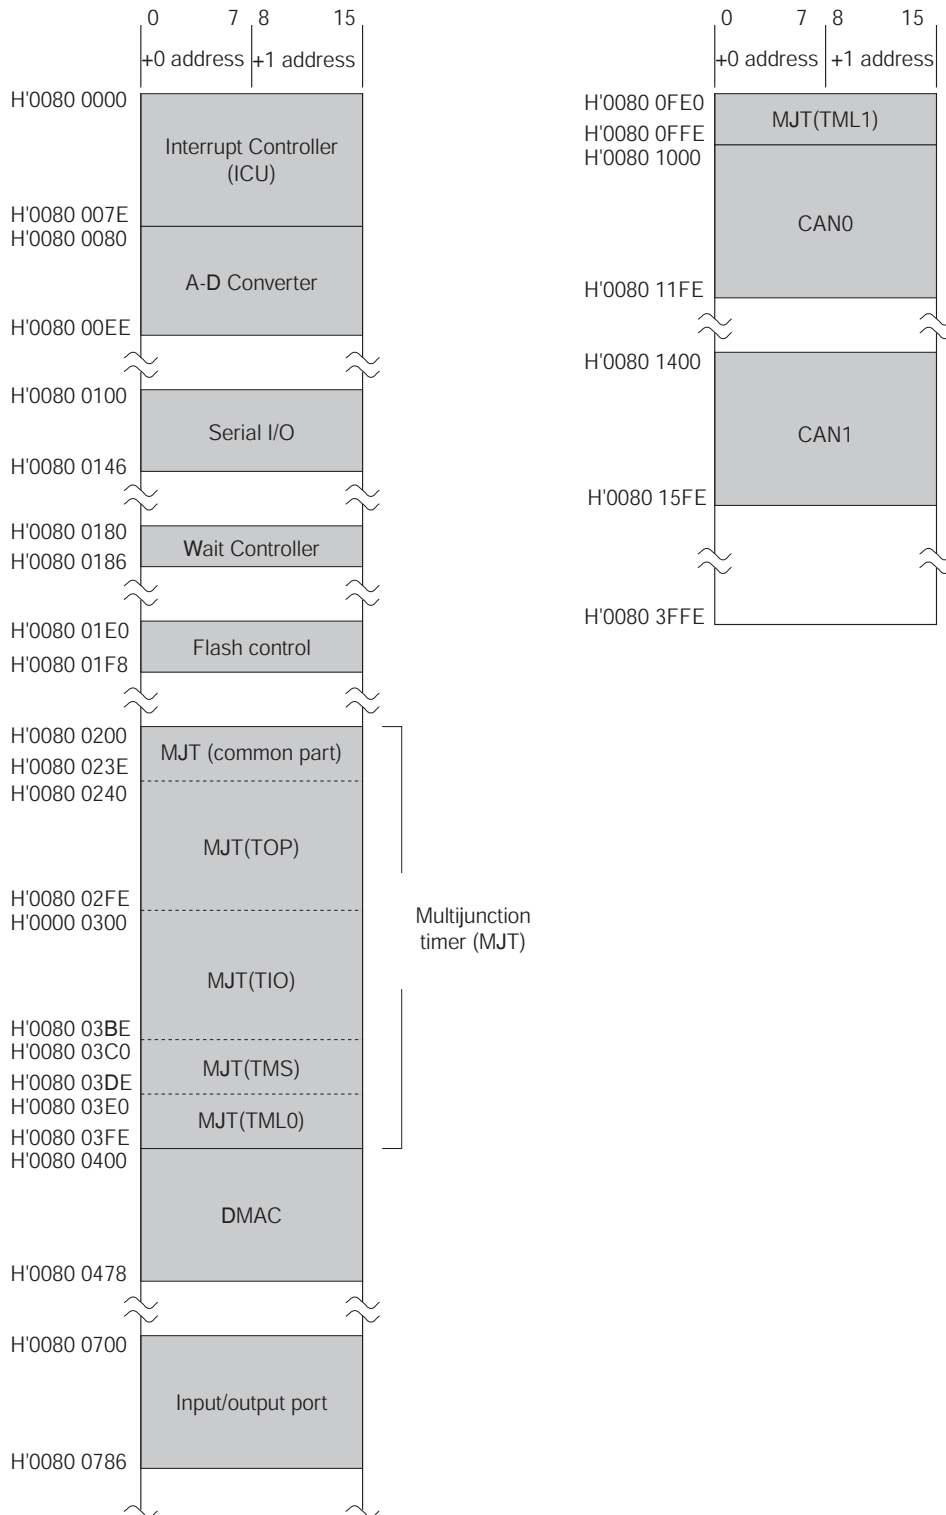 0 7 8 15
+0 address +1 address
H'0080 0000
Interrupt Controller
(ICU)
H'0080 007E
H'0080 0080
A-D Converter
H'0080 00EE
H'0080 0100
Serial I/O
H'0080 0146
H'0080 0180
Wait Controller
H'0080 0186
H'0080 01E0
Flash control
H'0080 01F8
H'0080 0200
MJT (common part)
H'0080 023E
H'0080 0240
MJT(TOP)
H'0080 02FE
H'0000 0300
MJT(TIO)
H'0080 03BE
H'0080 03C0
MJT(TMS)
H'0080 03DE
H'0080 03E0
MJT(TML0)
H'0080 03FE
H'0080 0400
DMAC
H'0080 0478
H'0080 0700
Input/output port
H'0080 0786
Multijunction
timer (MJT)
0 7 8 15
+0 address +1 address
H'0080 0FE0
MJT(TML1)
H'0080 0FFE
H'0080 1000
CAN0
H'0080 11FE
H'0080 1400
CAN1
H'0080 15FE
H'0080 3FFE